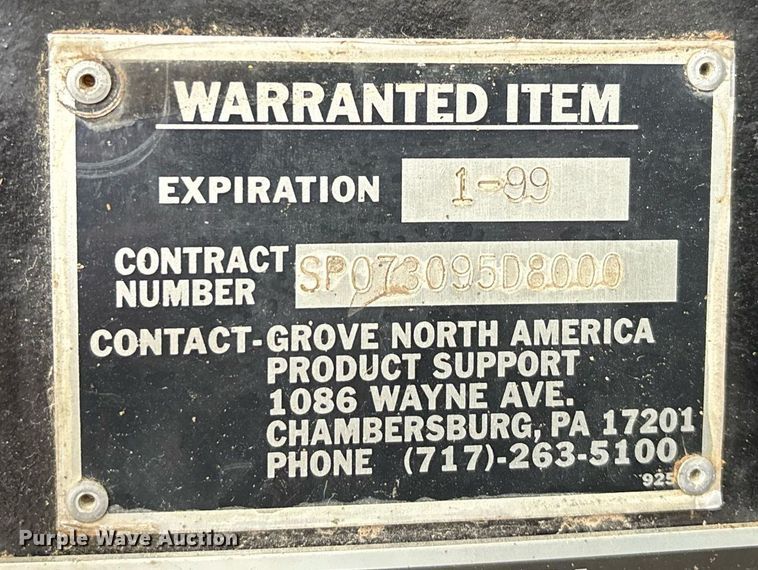 WARRANTED ITEM
EXPIRATION 1-99
CONTRACT NUMBER SP073095D8000
CONTACT-GROVE NORTH AMERICA
PRODUCT SUPPORT
1086 WAYNE AVE.
CHAMBERSBURG, PA 17201
PHONE (717)-263-5100
Purple Wave Auction